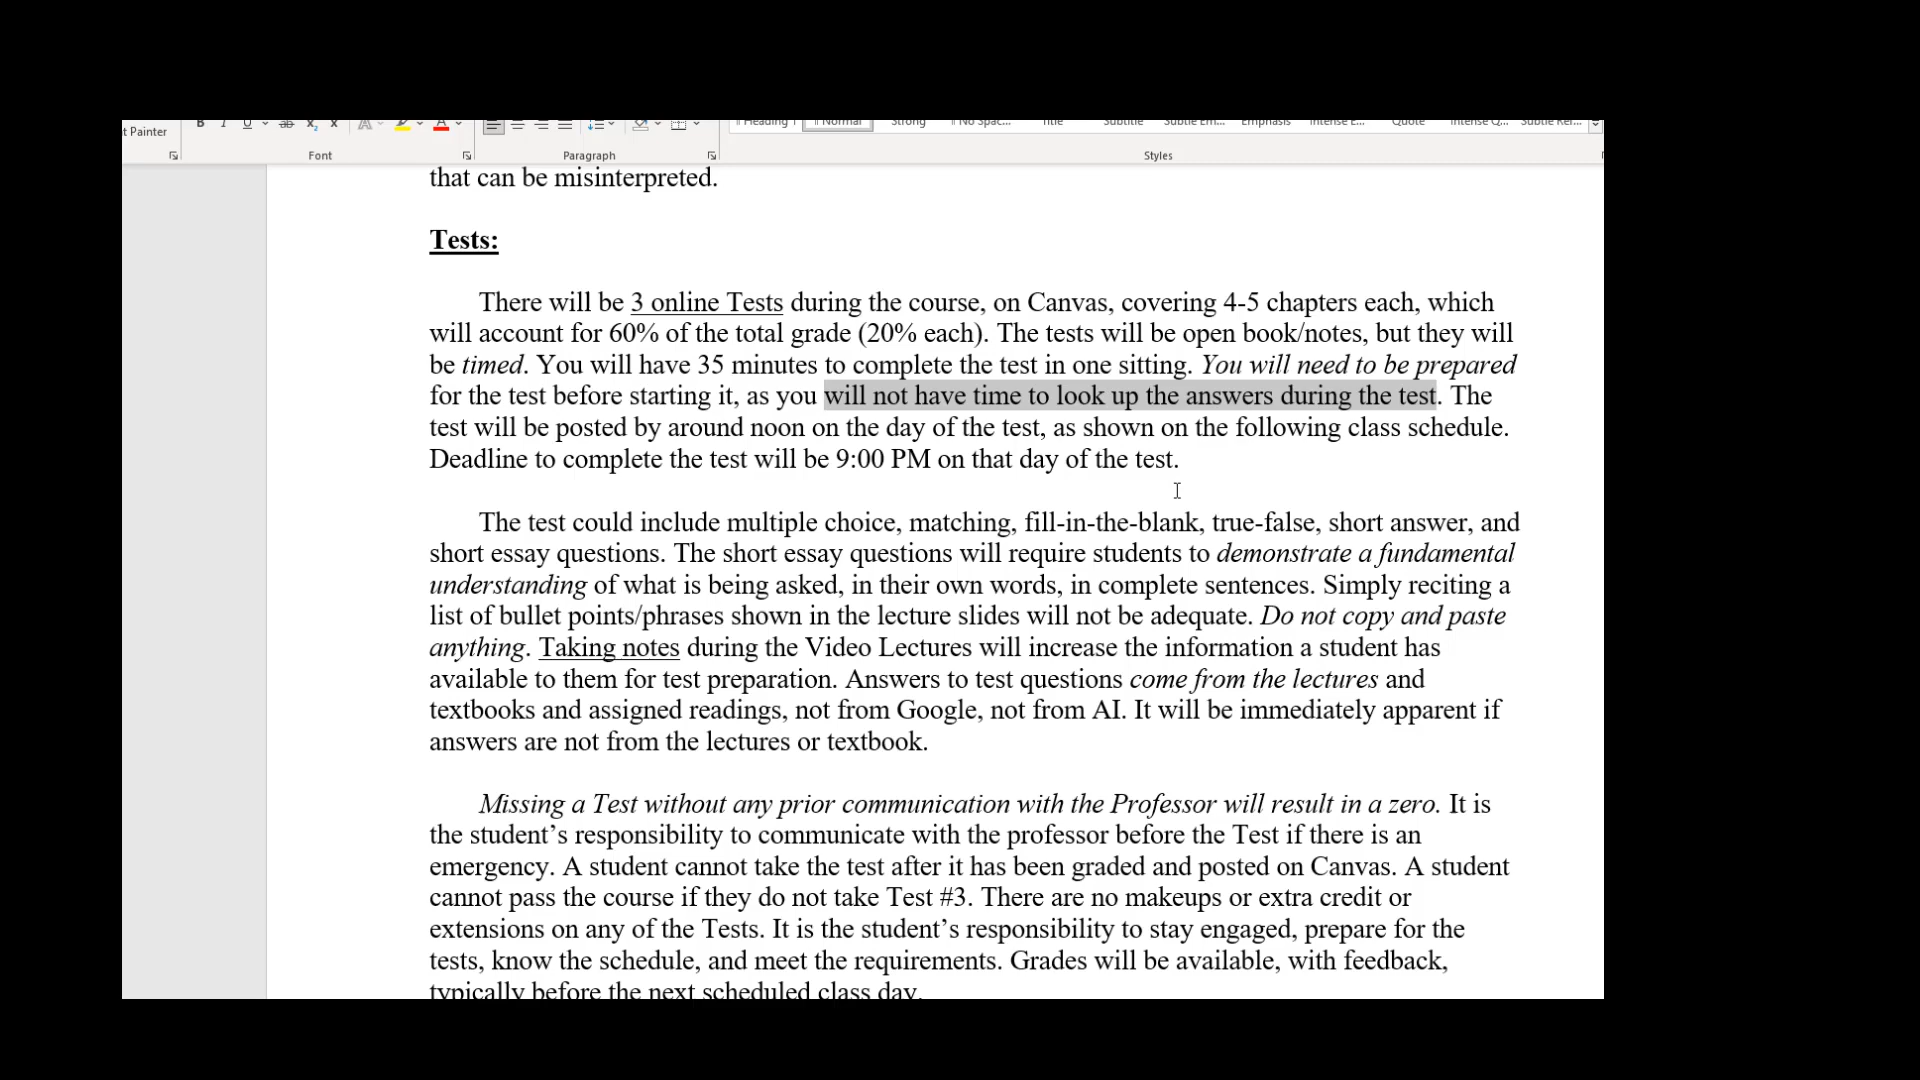 t Painter
B I U ab x x A A
Heading 1 Normal Strong No Spac... Title Subtitle Subtle Em... Emphasis Intense E... Quote Intense Q... Subtle Ref...
Font Paragraph Styles
that can be misinterpreted.
Tests:
There will be 3 online Tests during the course, on Canvas, covering 4-5 chapters each, which
will account for 60% of the total grade (20% each). The tests will be open book/notes, but they will
be timed. You will have 35 minutes to complete the test in one sitting. You will need to be prepared
for the test before starting it, as you will not have time to look up the answers during the test. The
test will be posted by around noon on the day of the test, as shown on the following class schedule.
Deadline to complete the test will be 9:00 PM on that day of the test.
The test could include multiple choice, matching, fill-in-the-blank, true-false, short answer, and
short essay questions. The short essay questions will require students to demonstrate a fundamental
understanding of what is being asked, in their own words, in complete sentences. Simply reciting a
list of bullet points/phrases shown in the lecture slides will not be adequate. Do not copy and paste
anything. Taking notes during the Video Lectures will increase the information a student has
available to them for test preparation. Answers to test questions come from the lectures and
textbooks and assigned readings, not from Google, not from AI. It will be immediately apparent if
answers are not from the lectures or textbook.
Missing a Test without any prior communication with the Professor will result in a zero. It is
the student’s responsibility to communicate with the professor before the Test if there is an
emergency. A student cannot take the test after it has been graded and posted on Canvas. A student
cannot pass the course if they do not take Test #3. There are no makeups or extra credit or
extensions on any of the Tests. It is the student’s responsibility to stay engaged, prepare for the
tests, know the schedule, and meet the requirements. Grades will be available, with feedback,
typically before the next scheduled class day.